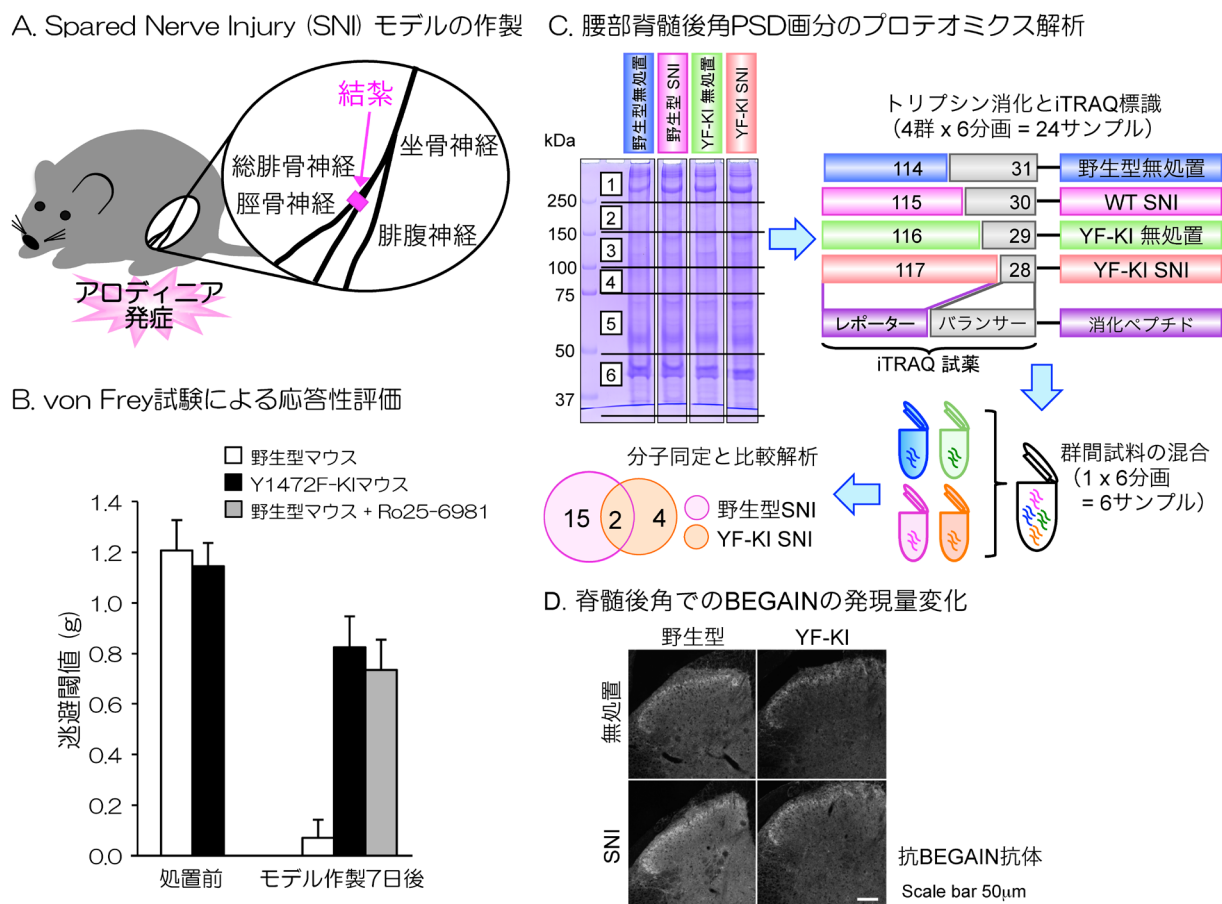 A. Spared Nerve Injury (SNI) モデルの作製
結紮
坐骨神経
総腓骨神経
脛骨神経
腓腹神経
アロディニア
発症
B. von Frey試験による応答性評価
野生型マウス
Y1472F-KIマウス
野生型マウス + Ro25-6981
逃避閾値 (g)
1.4
1.2
1.0
0.8
0.6
0.4
0.2
0.0
処置前
モデル作製7日後
C. 腰部脊髄後角PSD画分のプロテオミクス解析
野生型無処置
野生型 SNI
YF-KI 無処置
YF-KI SNI
kDa
250
150
100
75
50
37
1
2
3
4
5
6
トリプシン消化とiTRAQ標識
(4群 x 6分画 = 24サンプル)
114 31 野生型無処置
115 30 WT SNI
116 29 YF-KI 無処置
117 28 YF-KI SNI
レポーター バランサー 消化ペプチド
iTRAQ 試薬
群間試料の混合
(1 x 6分画
= 6サンプル)
分子同定と比較解析
15 2 4
野生型SNI
YF-KI SNI
D. 脊髄後角でのBEGAINの発現量変化
野生型 YF-KI
無処置
SNI
抗BEGAIN抗体
Scale bar 50μm